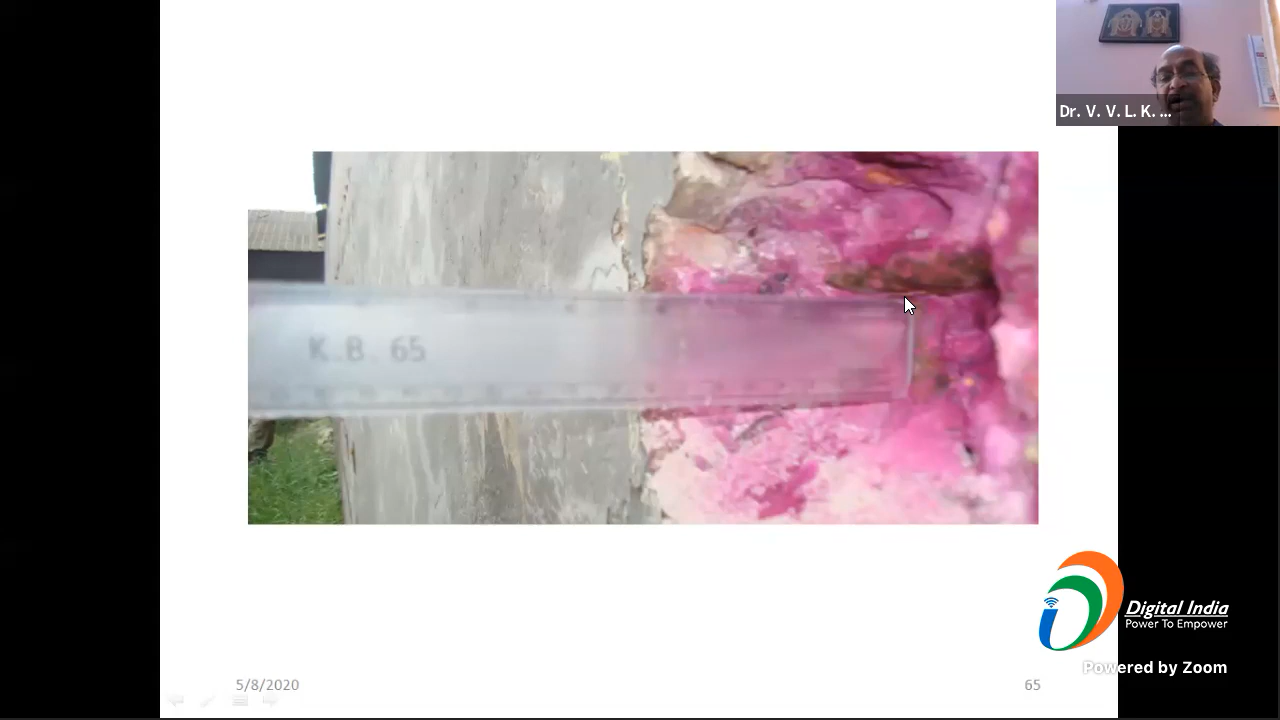 Dr. V. V. L. K. ...
K B 65
Digital India
Power To Empower
Powered by Zoom
5/8/2020
65